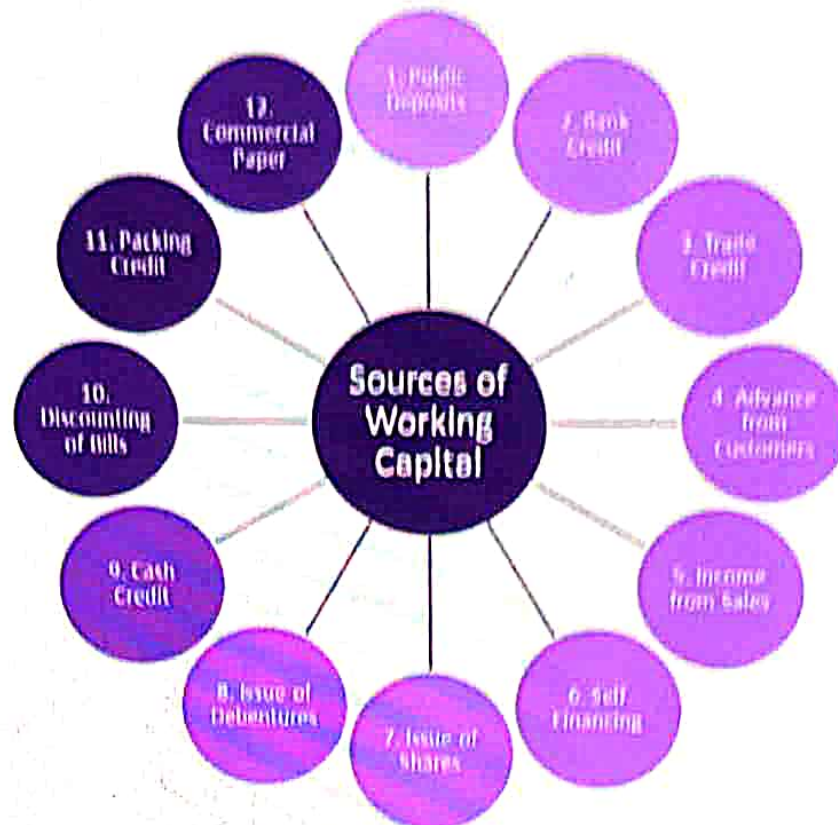 Sources of
Working
Capital
1. Public
Deposits
2. Bank
Credit
3. Trade
Credit
4. Advance
from
Customers
5. Income
from Sales
6. Self
Financing
7. Issue of
Shares
8. Issue of
Debentures
9. Cash
Credit
10.
Discounting
of Bills
11. Packing
Credit
12.
Commercial
Paper